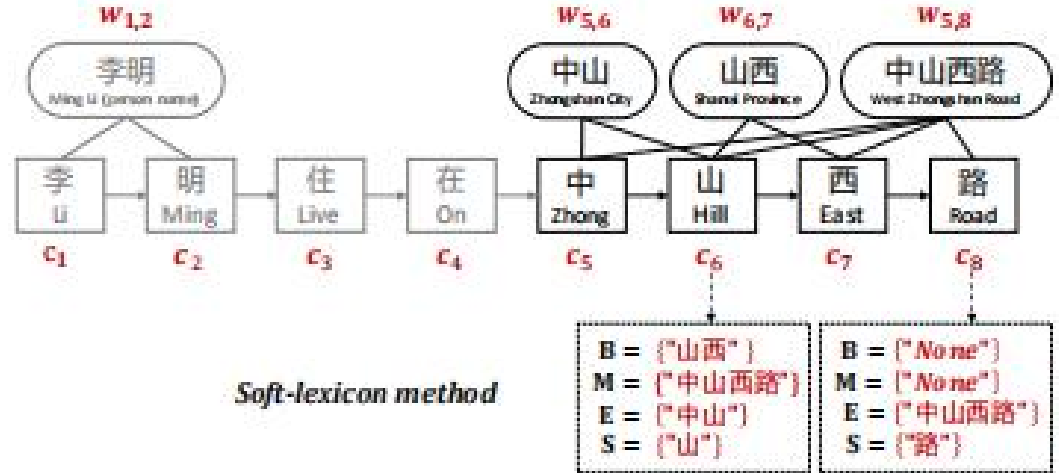 w1,2 w5,6 w6,7 w5,8
李明
Ming Li (person name)
中山
Zhongshan City
山西
Shanxi Province
中山西路
West Zhongshan Road
李 明 住 在 中 山 西 路
Li Ming Live On Zhong Hill East Road
c1 c2 c3 c4 c5 c6 c7 c8
Soft-lexicon method
B = {"山西"}
M = {"中山西路"}
E = {"中山"}
S = {"山"}
B = {"None"}
M = {"None"}
E = {"中山西路"}
S = {"路"}